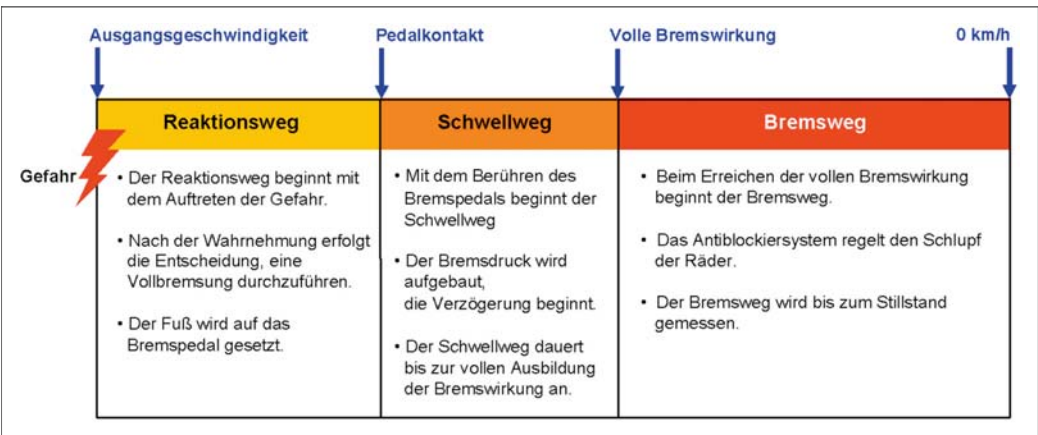 Ausgangsgeschwindigkeit
Pedalkontakt
Volle Bremswirkung
0 km/h
Reaktionsweg
Schwellweg
Bremsweg
Gefahr
• Der Reaktionsweg beginnt mit
dem Auftreten der Gefahr.
• Nach der Wahrnehmung erfolgt
die Entscheidung, eine
Vollbremsung durchzuführen.
• Der Fuß wird auf das
Bremspedal gesetzt.
• Mit dem Berühren des
Bremspedals beginnt der
Schwellweg
• Der Bremsdruck wird
aufgebaut,
die Verzögerung beginnt.
• Der Schwellweg dauert
bis zur vollen Ausbildung
der Bremswirkung an.
• Beim Erreichen der vollen Bremswirkung
beginnt der Bremsweg.
• Das Antiblockiersystem regelt den Schlupf
der Räder.
• Der Bremsweg wird bis zum Stillstand
gemessen.